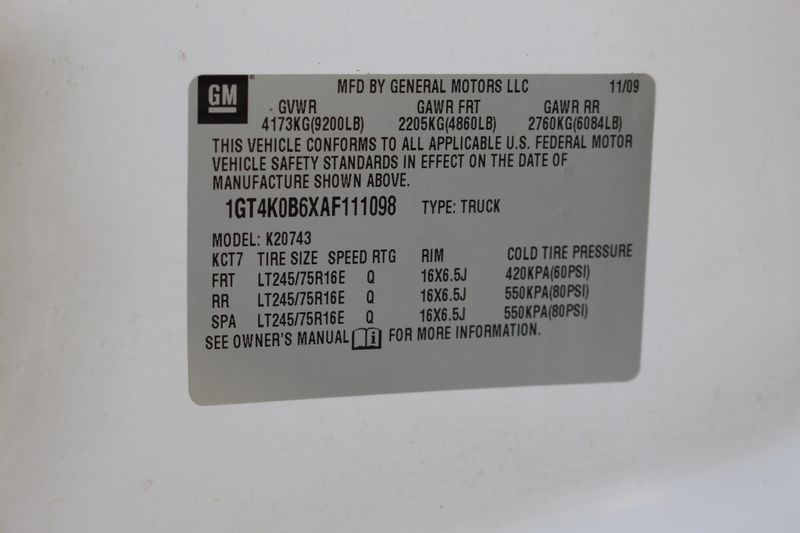 GM MFD BY GENERAL MOTORS LLC 11/09
GVWR GAWR FRT GAWR RR
4173KG(9200LB) 2205KG(4860LB) 2760KG(6084LB)
THIS VEHICLE CONFORMS TO ALL APPLICABLE U.S. FEDERAL MOTOR
VEHICLE SAFETY STANDARDS IN EFFECT ON THE DATE OF
MANUFACTURE SHOWN ABOVE.
1GT4K0B6XAF111098 TYPE: TRUCK
MODEL: K20743
KCT7 TIRE SIZE SPEED RTG RIM COLD TIRE PRESSURE
FRT LT245/75R16E Q 16X6.5J 420KPA(60PSI)
RR LT245/75R16E Q 16X6.5J 550KPA(80PSI)
SPA LT245/75R16E Q 16X6.5J 550KPA(80PSI)
SEE OWNER'S MANUAL i FOR MORE INFORMATION.